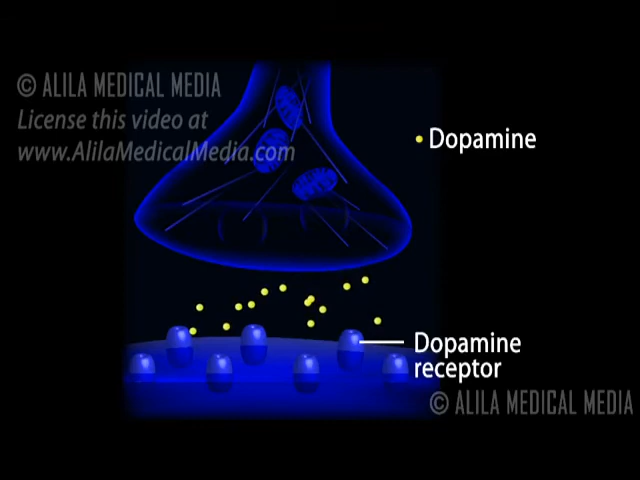 © ALILA MEDICAL MEDIA
License this video at
www.AlilaMedicalMedia.com
Dopamine
Dopamine
receptor
© ALILA MEDICAL MEDIA